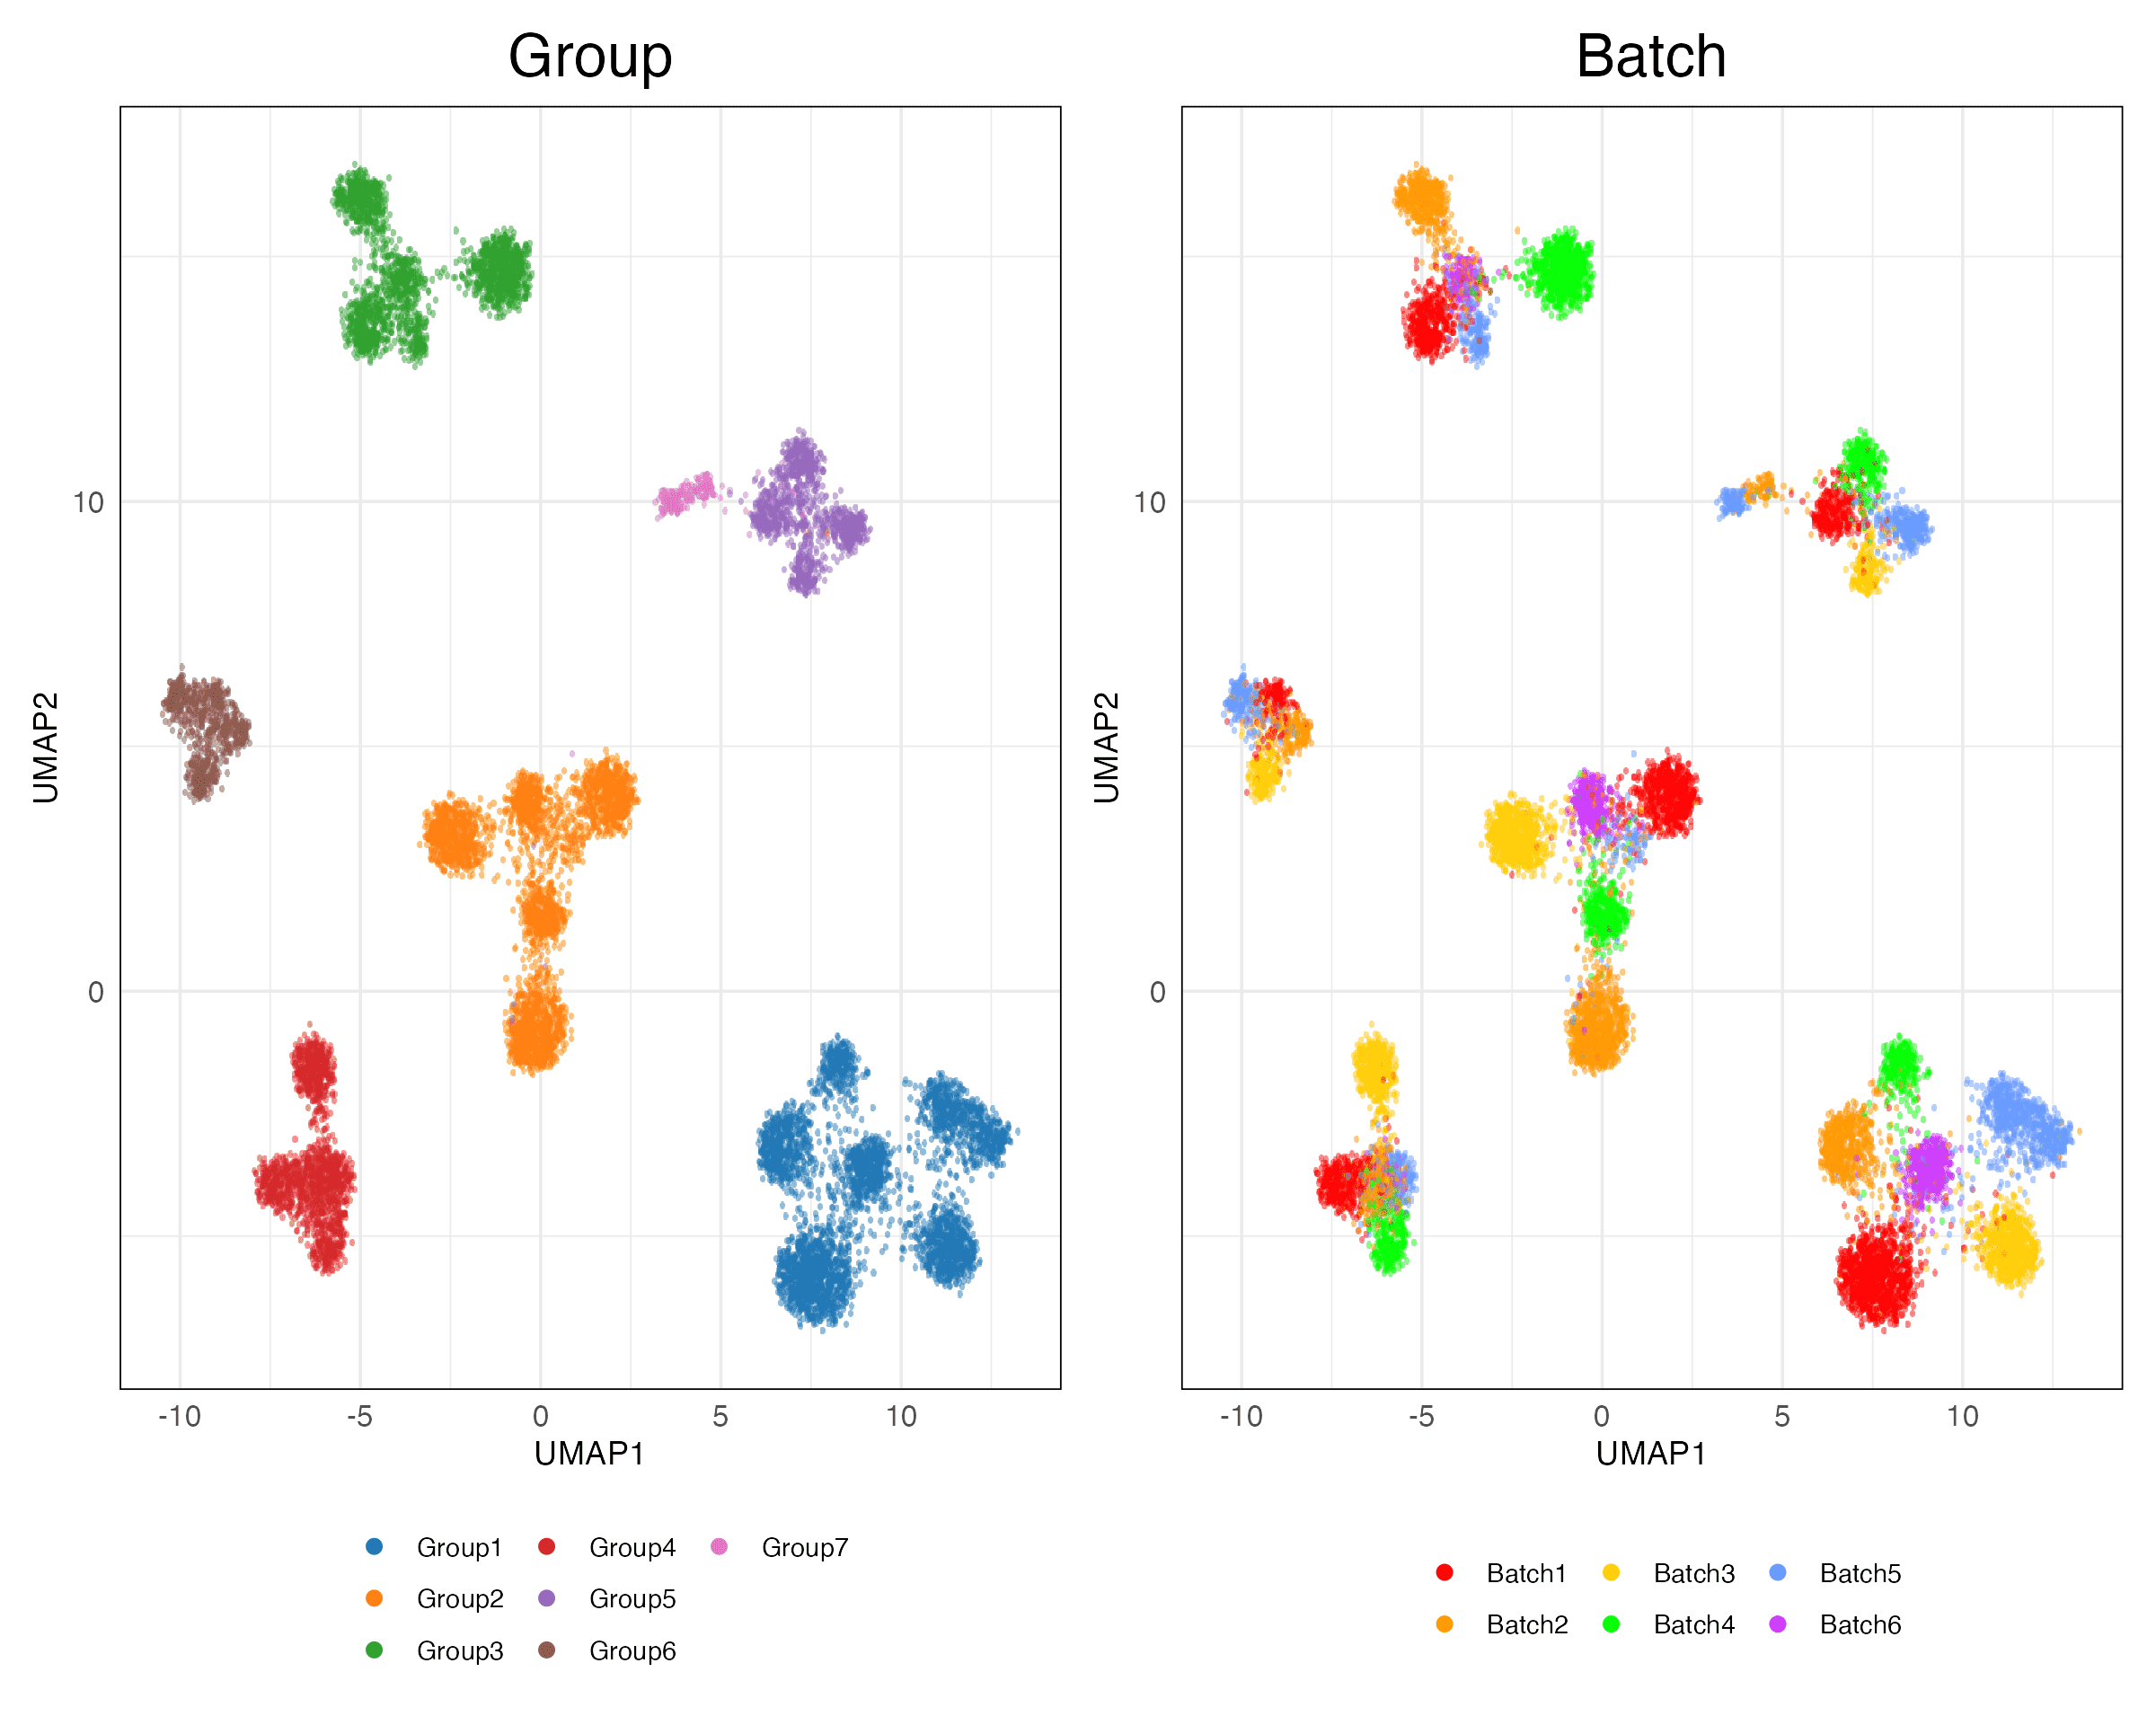 Group
UMAP2
10
0
-10 -5 0 5 10
UMAP1
Group1 Group4 Group7
Group2 Group5
Group3 Group6
Batch
UMAP2
10
0
-10 -5 0 5 10
UMAP1
Batch1 Batch3 Batch5
Batch2 Batch4 Batch6